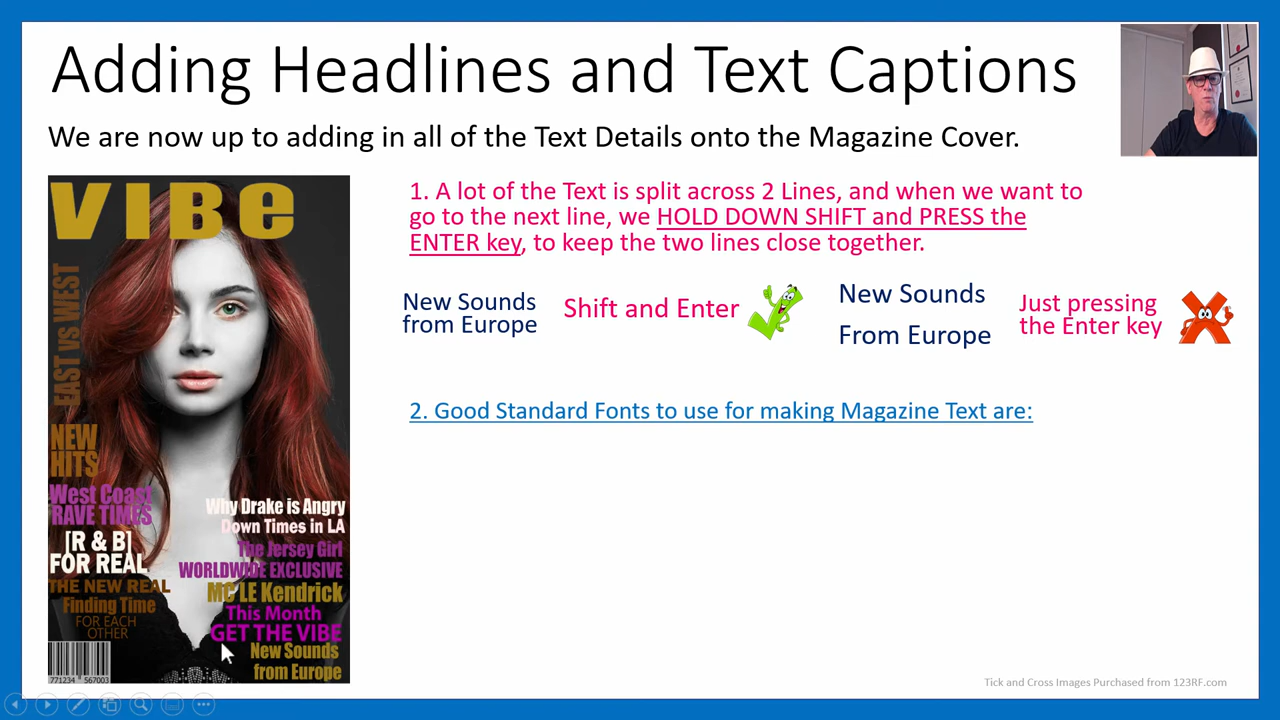 Adding Headlines and Text Captions
We are now up to adding in all of the Text Details onto the Magazine Cover.
VIBe
EAST vs WEST
NEW
HITS
West Coast
RAVE TIMES
[R & B]
FOR REAL
THE NEW REAL
Finding Time
FOR EACH
OTHER
771234 567003
Why Drake is Angry
Down Times in LA
The Jersey Girl
WORLDWIDE EXCLUSIVE
MC LE Kendrick
This Month
GET THE VIBE
New Sounds
from Europe
1. A lot of the Text is split across 2 Lines, and when we want to
go to the next line, we HOLD DOWN SHIFT and PRESS the
ENTER key, to keep the two lines close together.
New Sounds
from Europe
Shift and Enter
New Sounds
From Europe
Just pressing
the Enter key
2. Good Standard Fonts to use for making Magazine Text are:
Tick and Cross Images Purchased from 123RF.com